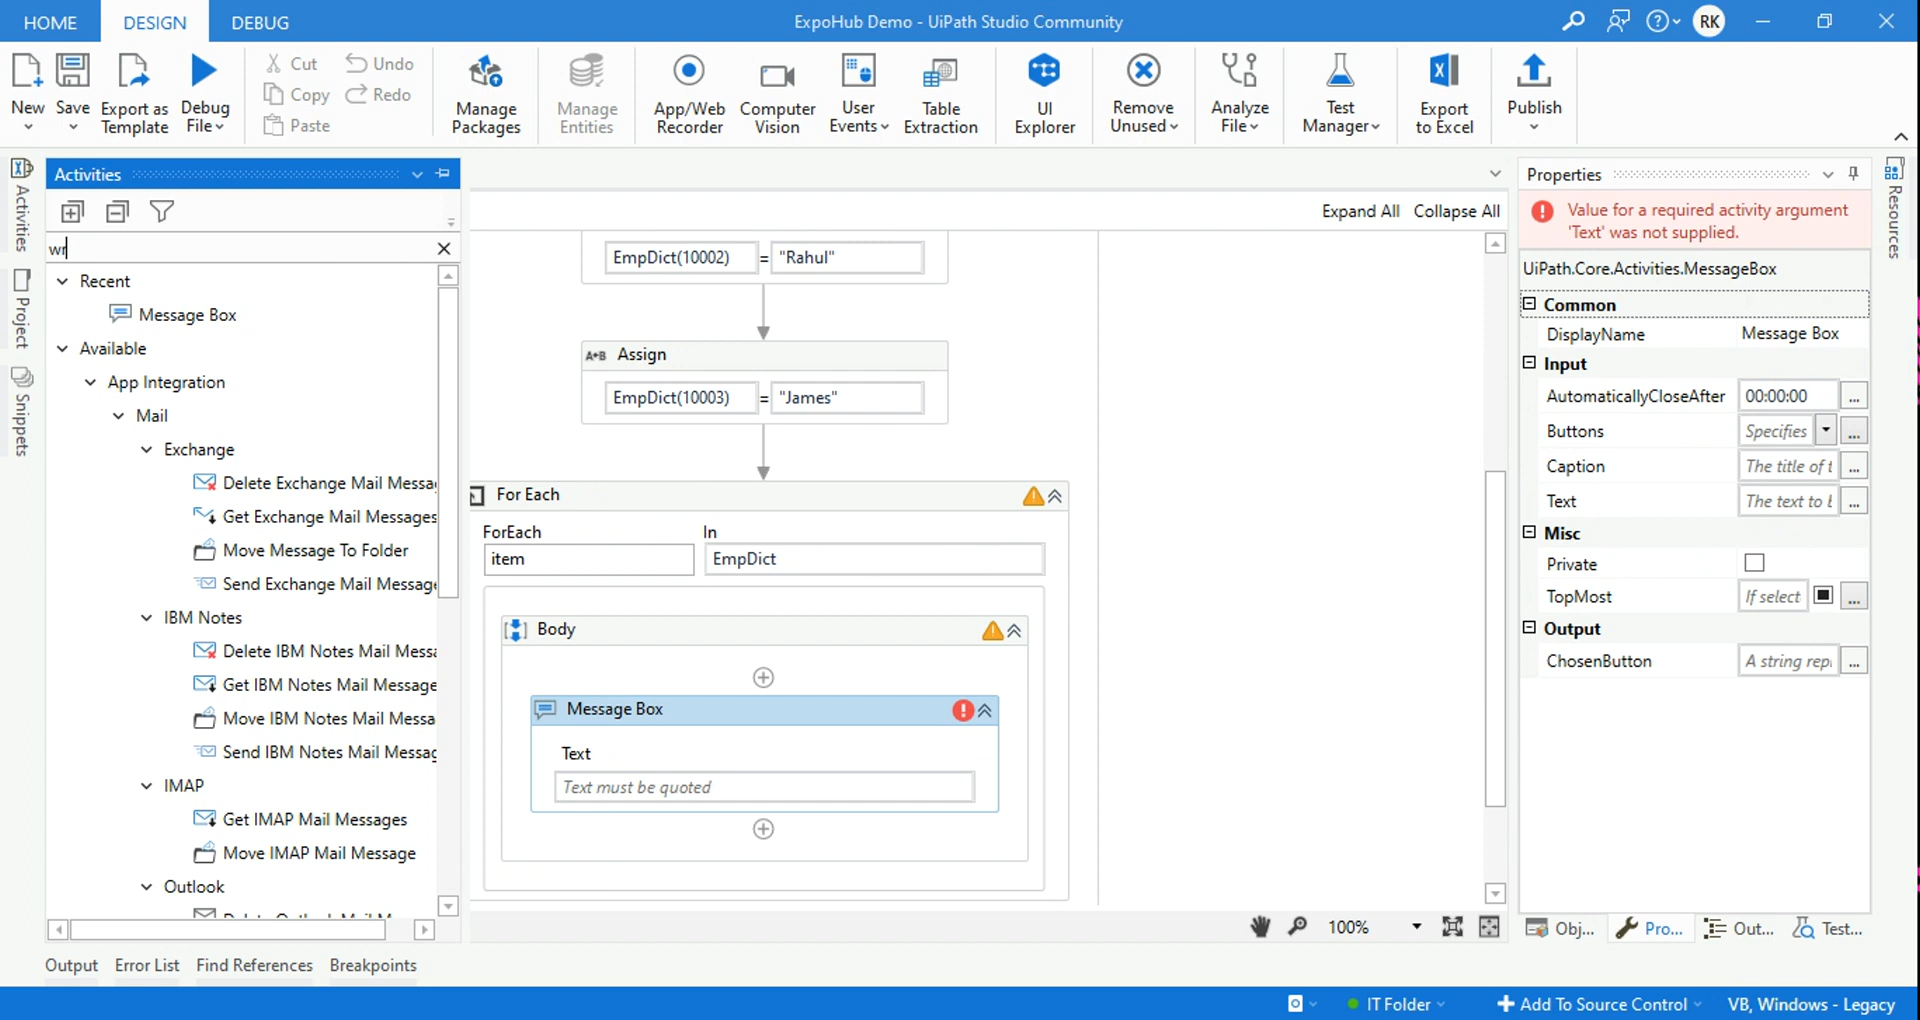 HOME DESIGN DEBUG
ExpoHub Demo - UiPath Studio Community
RK
New
Save
Export as Template
Debug File
Cut
Copy
Paste
Undo
Redo
Manage Packages
Manage Entities
App/Web Recorder
Computer Vision
User Events
Table Extraction
UI Explorer
Remove Unused
Analyze File
Test Manager
Export to Excel
Publish
Activities
Project
Snippets
Activities
wr
Recent
Message Box
Available
App Integration
Mail
Exchange
Delete Exchange Mail Messa
Get Exchange Mail Messages
Move Message To Folder
Send Exchange Mail Message
IBM Notes
Delete IBM Notes Mail Messa
Get IBM Notes Mail Message
Move IBM Notes Mail Messa
Send IBM Notes Mail Messag
IMAP
Get IMAP Mail Messages
Move IMAP Mail Message
Outlook
Expand All Collapse All
EmpDict(10002) = "Rahul"
A+B Assign
EmpDict(10003) = "James"
For Each
ForEach In
item EmpDict
Body
Message Box
Text
Text must be quoted
100%
Properties
Value for a required activity argument
'Text' was not supplied.
UiPath.Core.Activities.MessageBox
Common
DisplayName Message Box
Input
AutomaticallyCloseAfter 00:00:00 ...
Buttons Specifies ...
Caption The title of t ...
Text The text to b ...
Misc
Private
TopMost If select ...
Output
ChosenButton A string repr ...
Obj... Pro... Out... Test...
Resources
Output Error List Find References Breakpoints
IT Folder Add To Source Control VB, Windows - Legacy